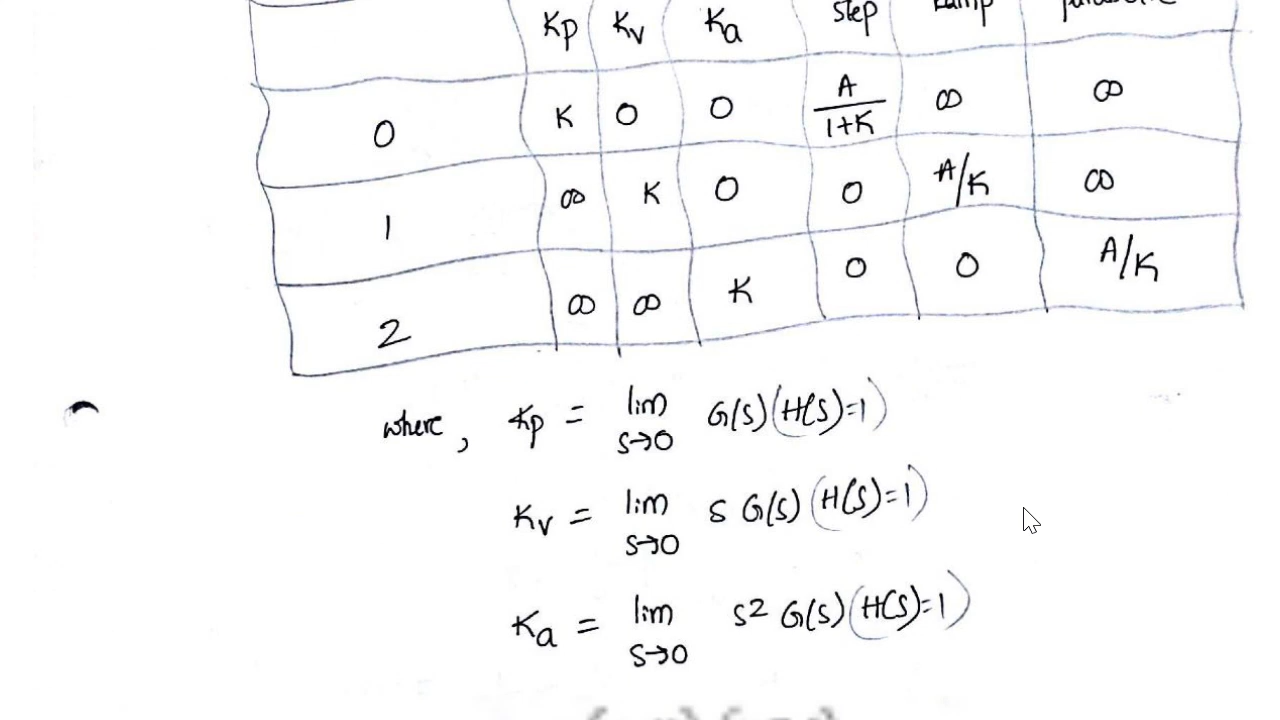 Kp Kv Ka step
0 K 0 0 A/1+K ∞ ∞
1 ∞ K 0 0 A/K ∞
2 ∞ ∞ K 0 0 A/K
where, Kp = lim s→0 G(s)(H(s)=1)
Kv = lim s→0 s G(s)(H(s)=1)
Ka = lim s→0 s2 G(s)(H(s)=1)